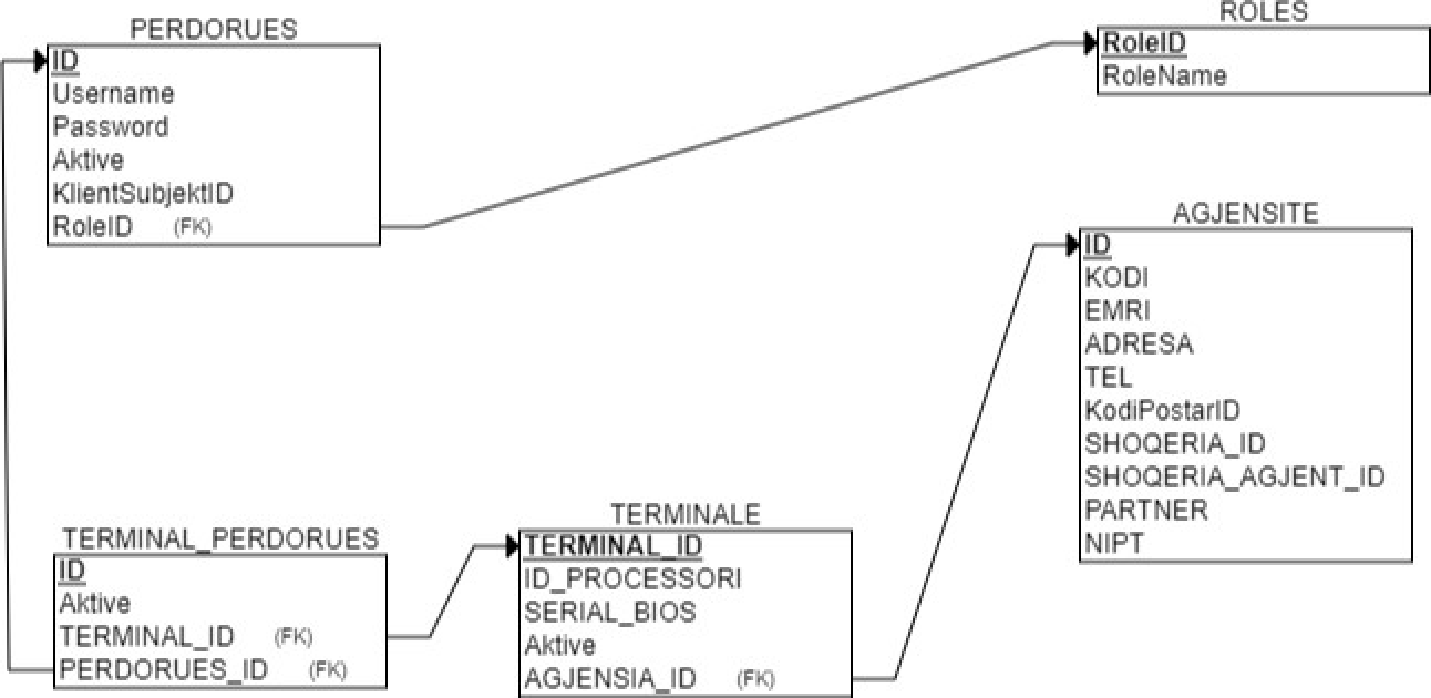 PERDORUES
ID
Username
Password
Aktive
KlientSubjektID
RoleID (FK)
ROLES
RoleID
RoleName
AGJENSITE
ID
KODI
EMRI
ADRESA
TEL
KodiPostarID
SHOQERIA_ID
SHOQERIA_AGJENT_ID
PARTNER
NIPT
TERMINAL_PERDORUES
ID
Aktive
TERMINAL_ID (FK)
PERDORUES_ID (FK)
TERMINALE
TERMINAL_ID
ID_PROCESSORI
SERIAL_BIOS
Aktive
AGJENSIA_ID (FK)